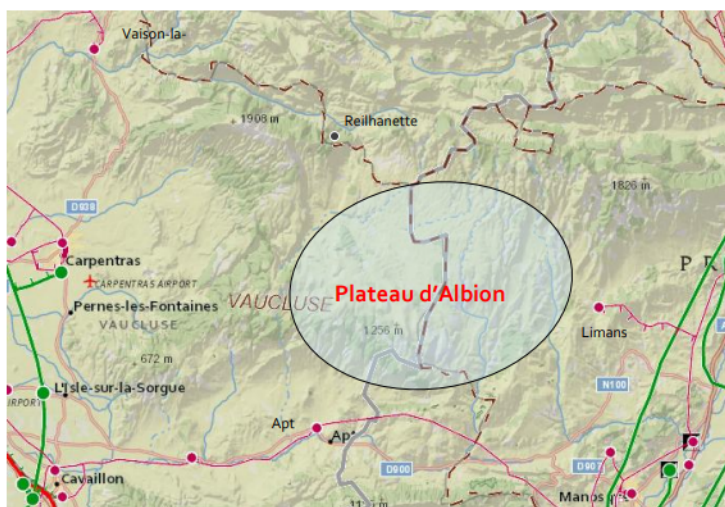 Vaison-la-
1908 m
Reilhanette
1826 m
D938
Carpentras
CARPENTRAS AIRPORT
Pernes-les-Fontaines
VAUCLUSE
VAUCLUSE
Plateau d'Albion
P R
1256 m
Limans
672 m
L'Isle-sur-la-Sorgue
N100
Apt
Ap
D900
D907
Cavaillon
Manos